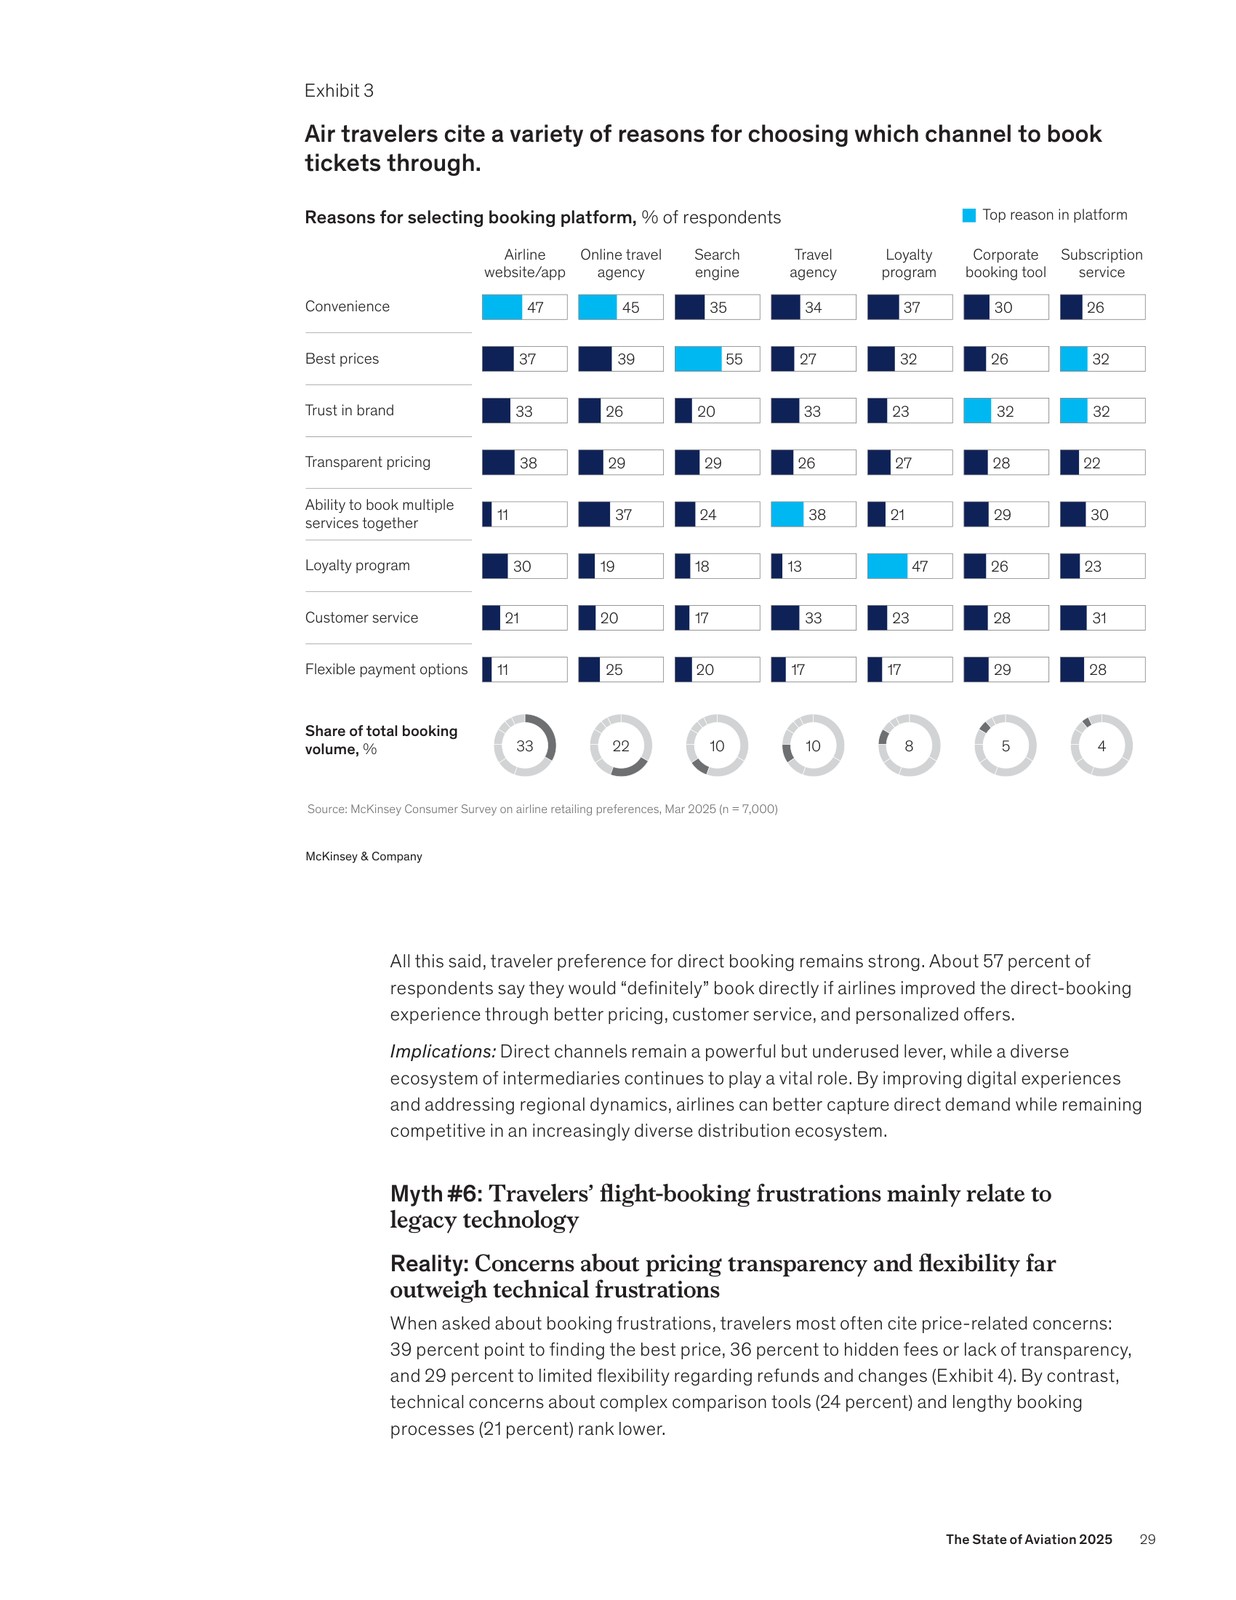 Exhibit 3
Air travelers cite a variety of reasons for choosing which channel to book
tickets through.
Reasons for selecting booking platform, % of respondents
Top reason in platform
Airline website/app
Online travel agency
Search engine
Travel agency
Loyalty program
Corporate booking tool
Subscription service
Convenience 47 45 35 34 37 30 26
Best prices 37 39 55 27 32 26 32
Trust in brand 33 26 20 33 23 32 32
Transparent pricing 38 29 29 26 27 28 22
Ability to book multiple
services together 11 37 24 38 21 29 30
Loyalty program 30 19 18 13 47 26 23
Customer service 21 20 17 33 23 28 31
Flexible payment options 11 25 20 17 17 29 28
Share of total booking
volume, % 33 22 10 10 8 5 4
Source: McKinsey Consumer Survey on airline retailing preferences, Mar 2025 (n = 7,000)
McKinsey & Company
All this said, traveler preference for direct booking remains strong. About 57 percent of
respondents say they would “definitely” book directly if airlines improved the direct-booking
experience through better pricing, customer service, and personalized offers.
Implications: Direct channels remain a powerful but underused lever, while a diverse
ecosystem of intermediaries continues to play a vital role. By improving digital experiences
and addressing regional dynamics, airlines can better capture direct demand while remaining
competitive in an increasingly diverse distribution ecosystem.
Myth #6: Travelers’ flight-booking frustrations mainly relate to
legacy technology
Reality: Concerns about pricing transparency and flexibility far
outweigh technical frustrations
When asked about booking frustrations, travelers most often cite price-related concerns:
39 percent point to finding the best price, 36 percent to hidden fees or lack of transparency,
and 29 percent to limited flexibility regarding refunds and changes (Exhibit 4). By contrast,
technical concerns about complex comparison tools (24 percent) and lengthy booking
processes (21 percent) rank lower.
The State of Aviation 2025 29